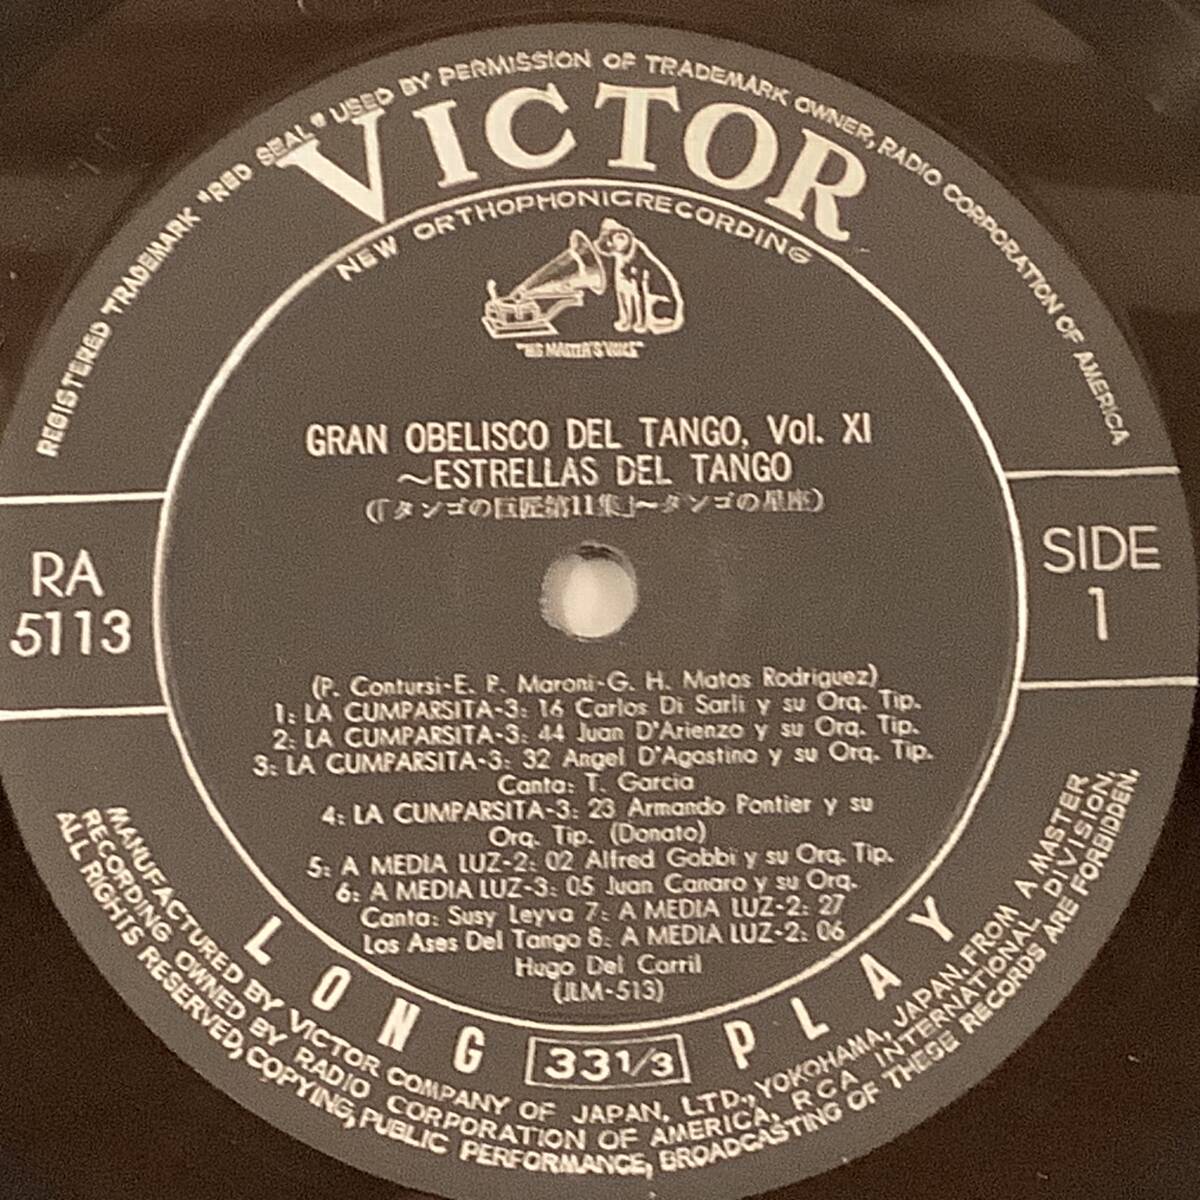 REGISTERED TRADEMARK "RED SEAL" USED BY PERMISSION OF TRADEMARK OWNER, RADIO CORPORATION OF AMERICA
VICTOR
NEW ORTHOPHONIC RECORDING
"HIS MASTER'S VOICE"
GRAN OBELISCO DEL TANGO, Vol. XI
~ESTRELLAS DEL TANGO
(「タンゴの巨匠第11集」~タンゴの星座)
RA
5113
SIDE
1
(P. Contursi-E. P. Maroni-G. H. Matos Rodriguez)
1: LA CUMPARSITA-3: 16 Carlos Di Sarli y su Orq. Tip.
2: LA CUMPARSITA-3: 44 Juan D'Arienzo y su Orq. Tip.
3: LA CUMPARSITA-3: 32 Angel D'Agostino y su Orq. Tip.
Canta: T. Garcia
4: LA CUMPARSITA-3: 23 Armando Pontier y su
Orq. Tip. (Donato)
5: A MEDIA LUZ-2: 02 Alfred Gobbi y su Orq. Tip.
6: A MEDIA LUZ-3: 05 Juan Canaro y su Orq.
Canta: Susy Leyva 7: A MEDIA LUZ-2: 27
Los Ases Del Tango 8: A MEDIA LUZ-2: 06
Hugo Del Carril
(JLM-513)
LONG 33 1/3 PLAY
MANUFACTURED BY VICTOR COMPANY OF JAPAN, LTD., YOKOHAMA, JAPAN. FROM A MASTER
RECORDING OWNED BY RADIO CORPORATION OF AMERICA, RCA INTERNATIONAL DIVISION.
ALL RIGHTS RESERVED, COPYING, PUBLIC PERFORMANCE, BROADCASTING OF THESE RECORDS ARE FORBIDDEN.